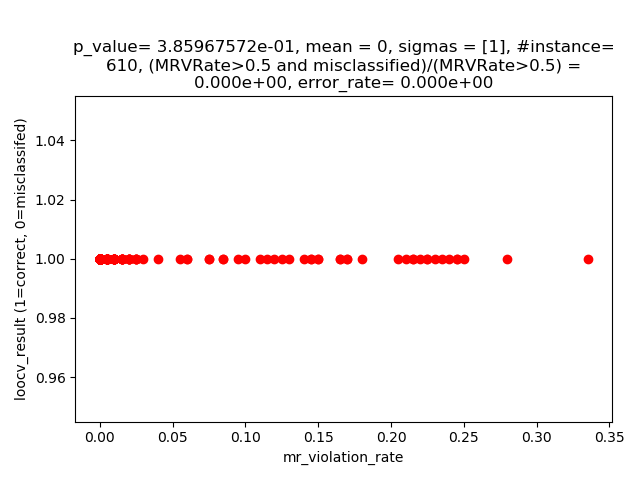 p_value= 3.85967572e-01, mean = 0, sigmas = [1], #instance=
610, (MRVRate>0.5 and misclassified)/(MRVRate>0.5) =
0.000e+00, error_rate= 0.000e+00
loocv_result (1=correct, 0=misclassifed)
1.04
1.02
1.00
0.98
0.96
0.00 0.05 0.10 0.15 0.20 0.25 0.30 0.35
mr_violation_rate